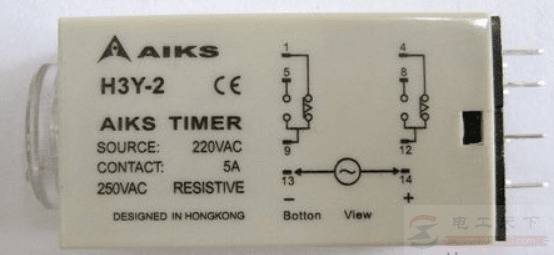 AIKS
H3Y-2 CE
AIKS TIMER
SOURCE: 220VAC
CONTACT: 5A
250VAC RESISTIVE
DESIGNED IN HONGKONG
1 4
5 8
9 12
13 14
− +
Botton View
电工天下